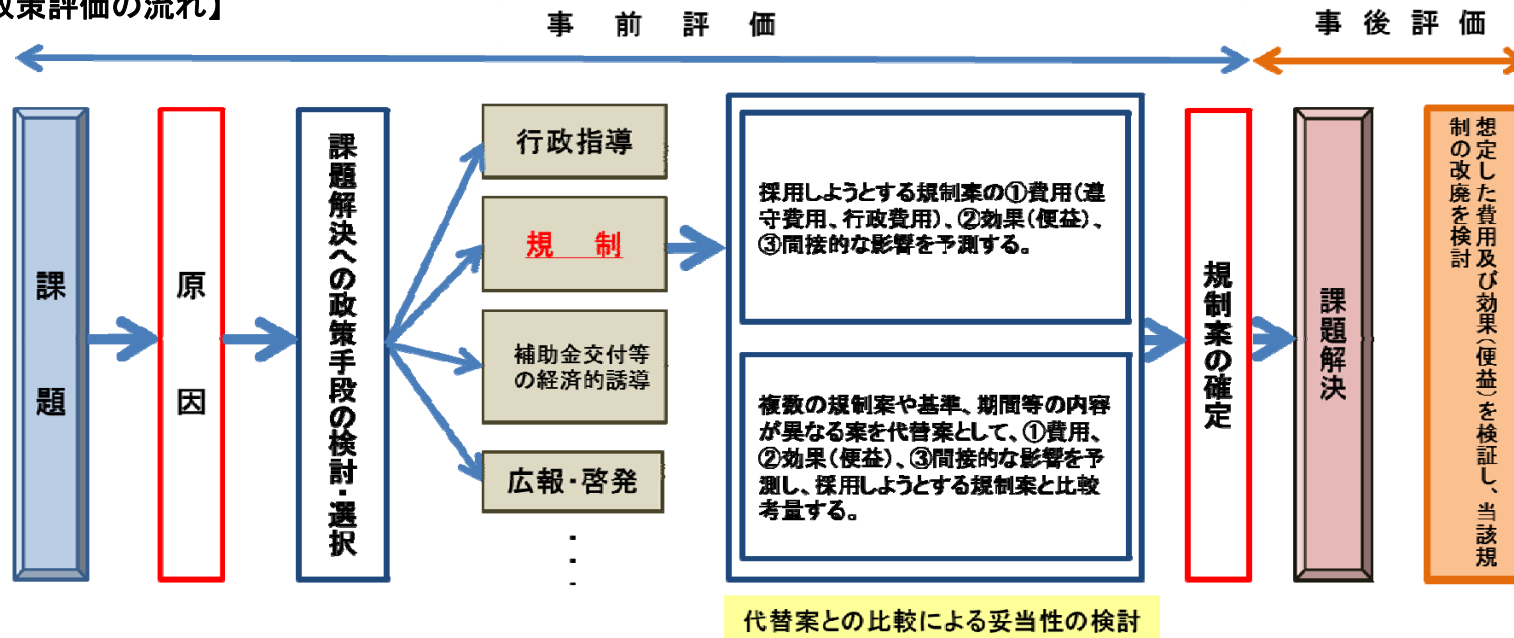 政策評価の流れ】
事前評価
事後評価
課題
原因
課題解決への政策手段の検討・選択
行政指導
規制
補助金交付等
の経済的誘導
広報・啓発
・
・
・
採用しようとする規制案の①費用(遵
守費用、行政費用)、②効果(便益)、
③間接的な影響を予測する。
複数の規制案や基準、期間等の内容
が異なる案を代替案として、①費用、
②効果(便益)、③間接的な影響を予
測し、採用しようとする規制案と比較
考量する。
代替案との比較による妥当性の検討
規制案の確定
課題解決
想定した費用及び効果(便益)を検証し、当該規
制の改廃を検討